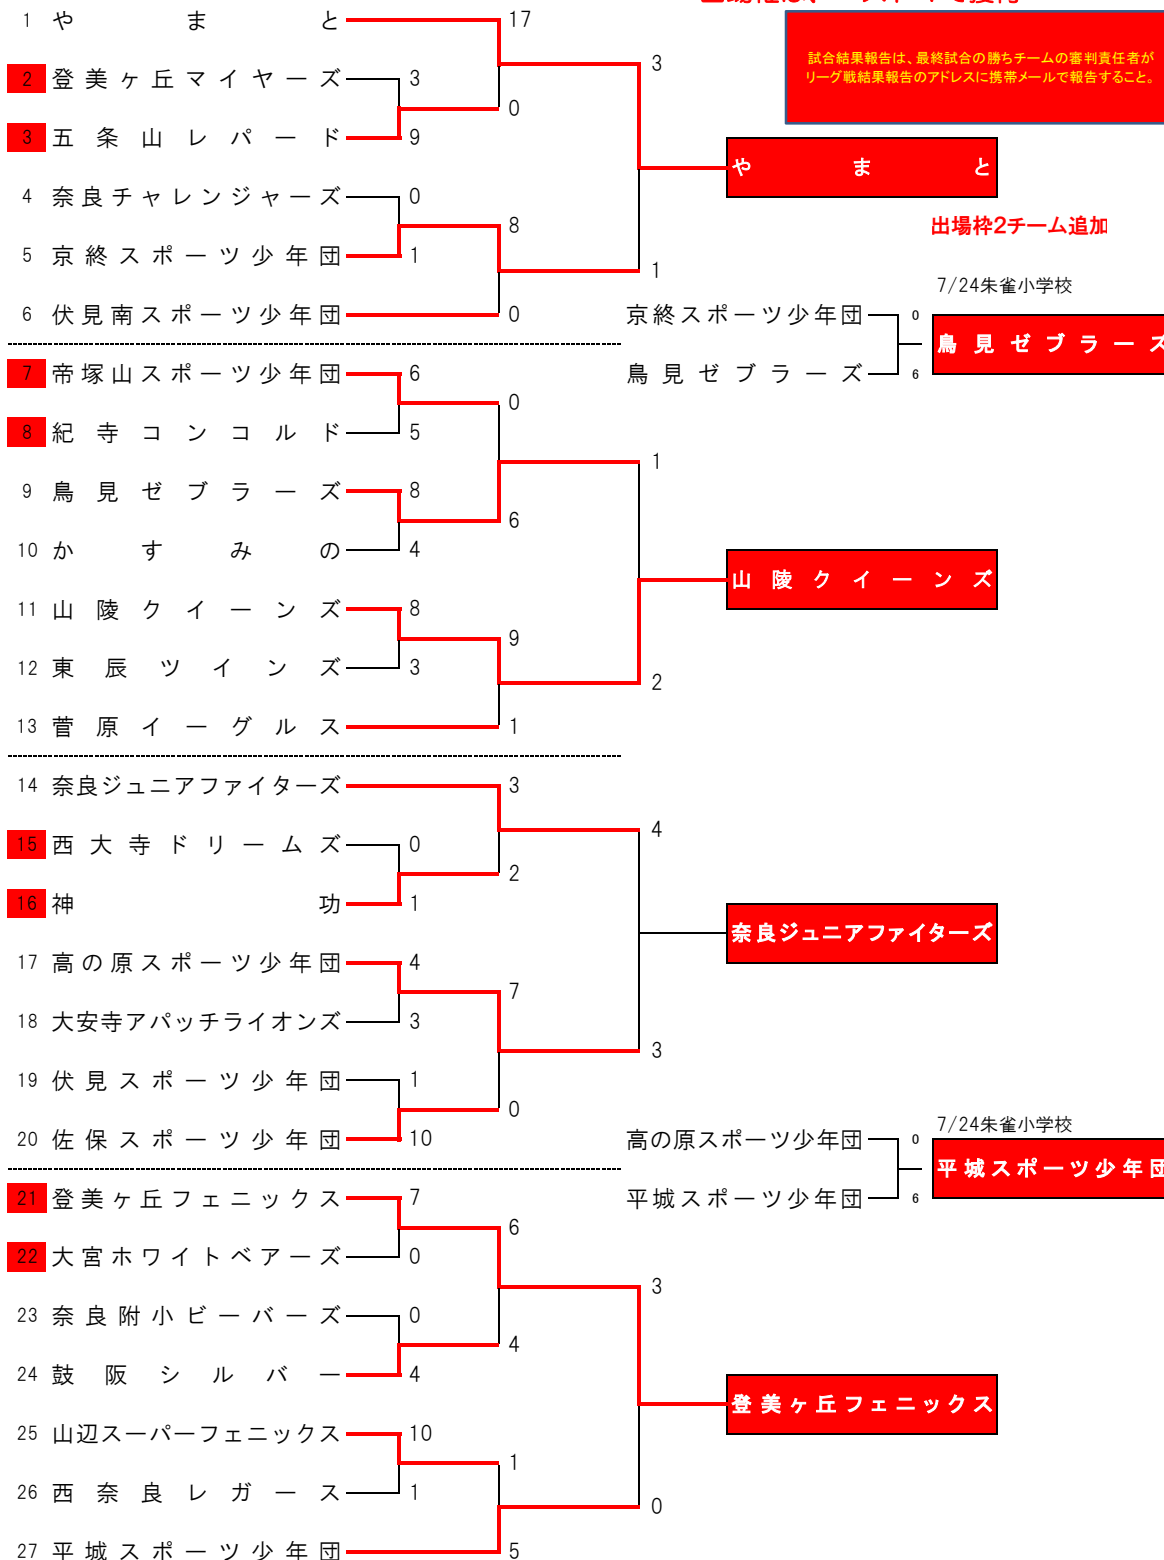 1 やまと 17
試合結果報告は、最終試合の勝ちチームの審判責任者が
リーグ戦結果報告のアドレスに携帯メールで報告すること。
3
2 登美ヶ丘マイヤーズ 3
0
3 五条山レパード 9
やまと
4 奈良チャレンジャーズ 0
8
出場枠2チーム追加
5 京終スポーツ少年団 1
1
7/24朱雀小学校
6 伏見南スポーツ少年団 0
京終スポーツ少年団 0
鳥見ゼブラーズ
7 帝塚山スポーツ少年団 6
鳥見ゼブラーズ 6
0
8 紀寺コンコルド 5
1
9 鳥見ゼブラーズ 8
6
10 かすみの 4
山陵クイーンズ
11 山陵クイーンズ 8
9
12 東辰ツインズ 3
2
13 菅原イーグルス 1
14 奈良ジュニアファイターズ 3
4
15 西大寺ドリームズ 0
2
16 神功 1
奈良ジュニアファイターズ
17 高の原スポーツ少年団 4
7
18 大安寺アパッチライオンズ 3
3
19 伏見スポーツ少年団 1
0
7/24朱雀小学校
20 佐保スポーツ少年団 10
高の原スポーツ少年団 0
平城スポーツ少年団
21 登美ヶ丘フェニックス 7
平城スポーツ少年団 6
6
22 大宮ホワイトベアーズ 0
3
23 奈良附小ビーバーズ 0
4
24 鼓阪シルバー 4
登美ヶ丘フェニックス
25 山辺スーパーフェニックス 10
1
26 西奈良レガース 1
0
27 平城スポーツ少年団 5